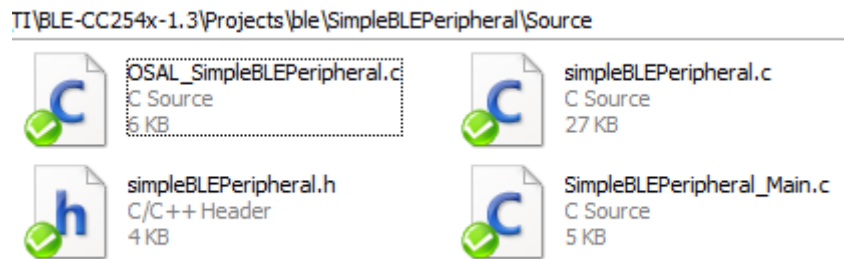 TI\BLE-CC254x-1.3\Projects\ble\SimpleBLEPeripheral\Source
C
OSAL_SimpleBLEPeripheral.c
C Source
6 KB
C
simpleBLEPeripheral.c
C Source
27 KB
h
simpleBLEPeripheral.h
C/C++ Header
4 KB
C
SimpleBLEPeripheral_Main.c
C Source
5 KB